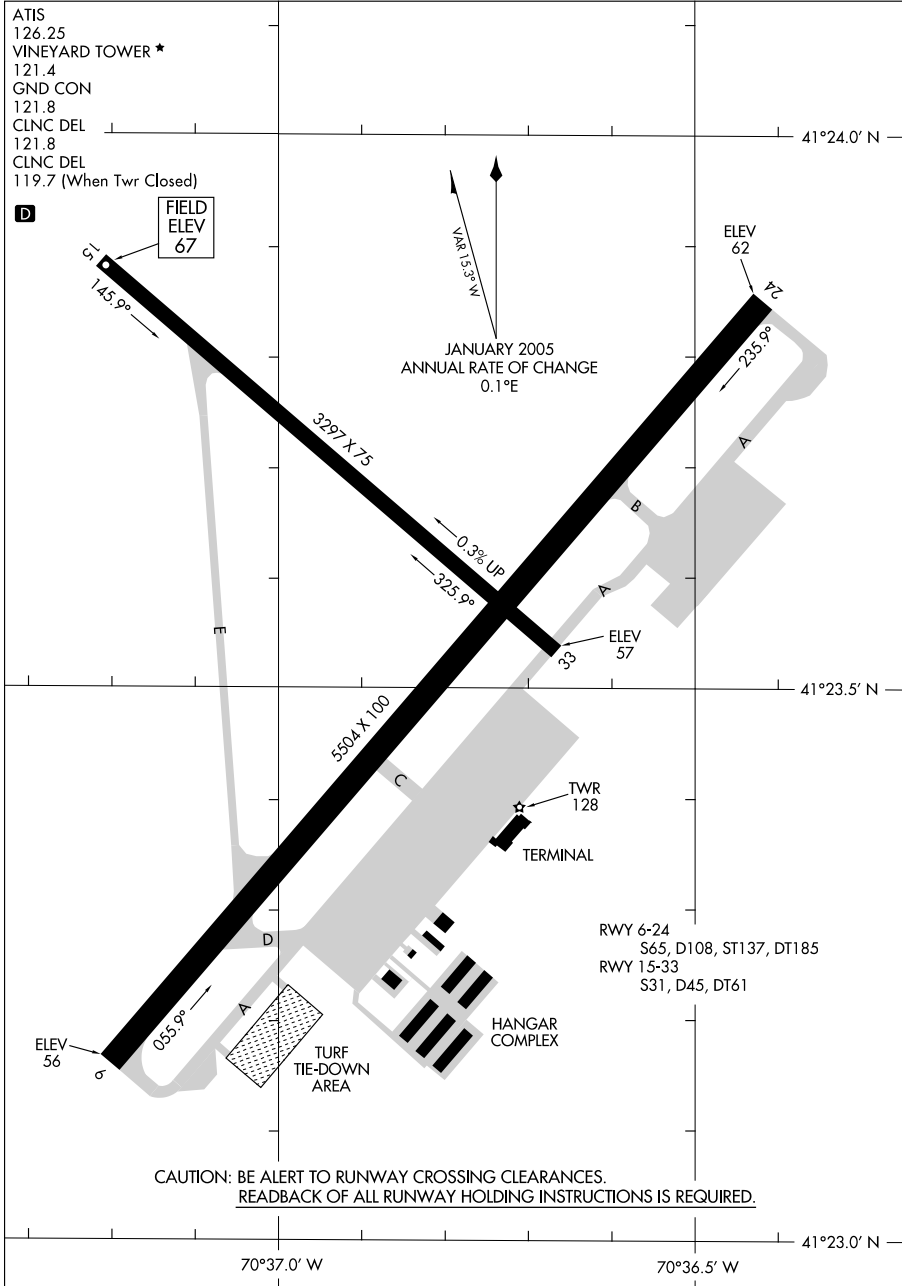 ATIS
126.25
VINEYARD TOWER ★
121.4
GND CON
121.8
CLNC DEL
121.8
CLNC DEL
119.7 (When Twr Closed)
D
41°24.0' N
FIELD
ELEV
67
15
145.9°
VAR 15.3° W
JANUARY 2005
ANNUAL RATE OF CHANGE
0.1°E
ELEV
62
24
235.9°
A
3297 X 75
B
0.3% UP
325.9°
A
E
ELEV
57
33
41°23.5' N
5504 X 100
C
TWR
128
TERMINAL
D
RWY 6-24
S65, D108, ST137, DT185
RWY 15-33
S31, D45, DT61
A
055.9°
HANGAR
COMPLEX
ELEV
56
6
TURF
TIE-DOWN
AREA
CAUTION: BE ALERT TO RUNWAY CROSSING CLEARANCES.
READBACK OF ALL RUNWAY HOLDING INSTRUCTIONS IS REQUIRED.
41°23.0' N
70°37.0' W
70°36.5' W